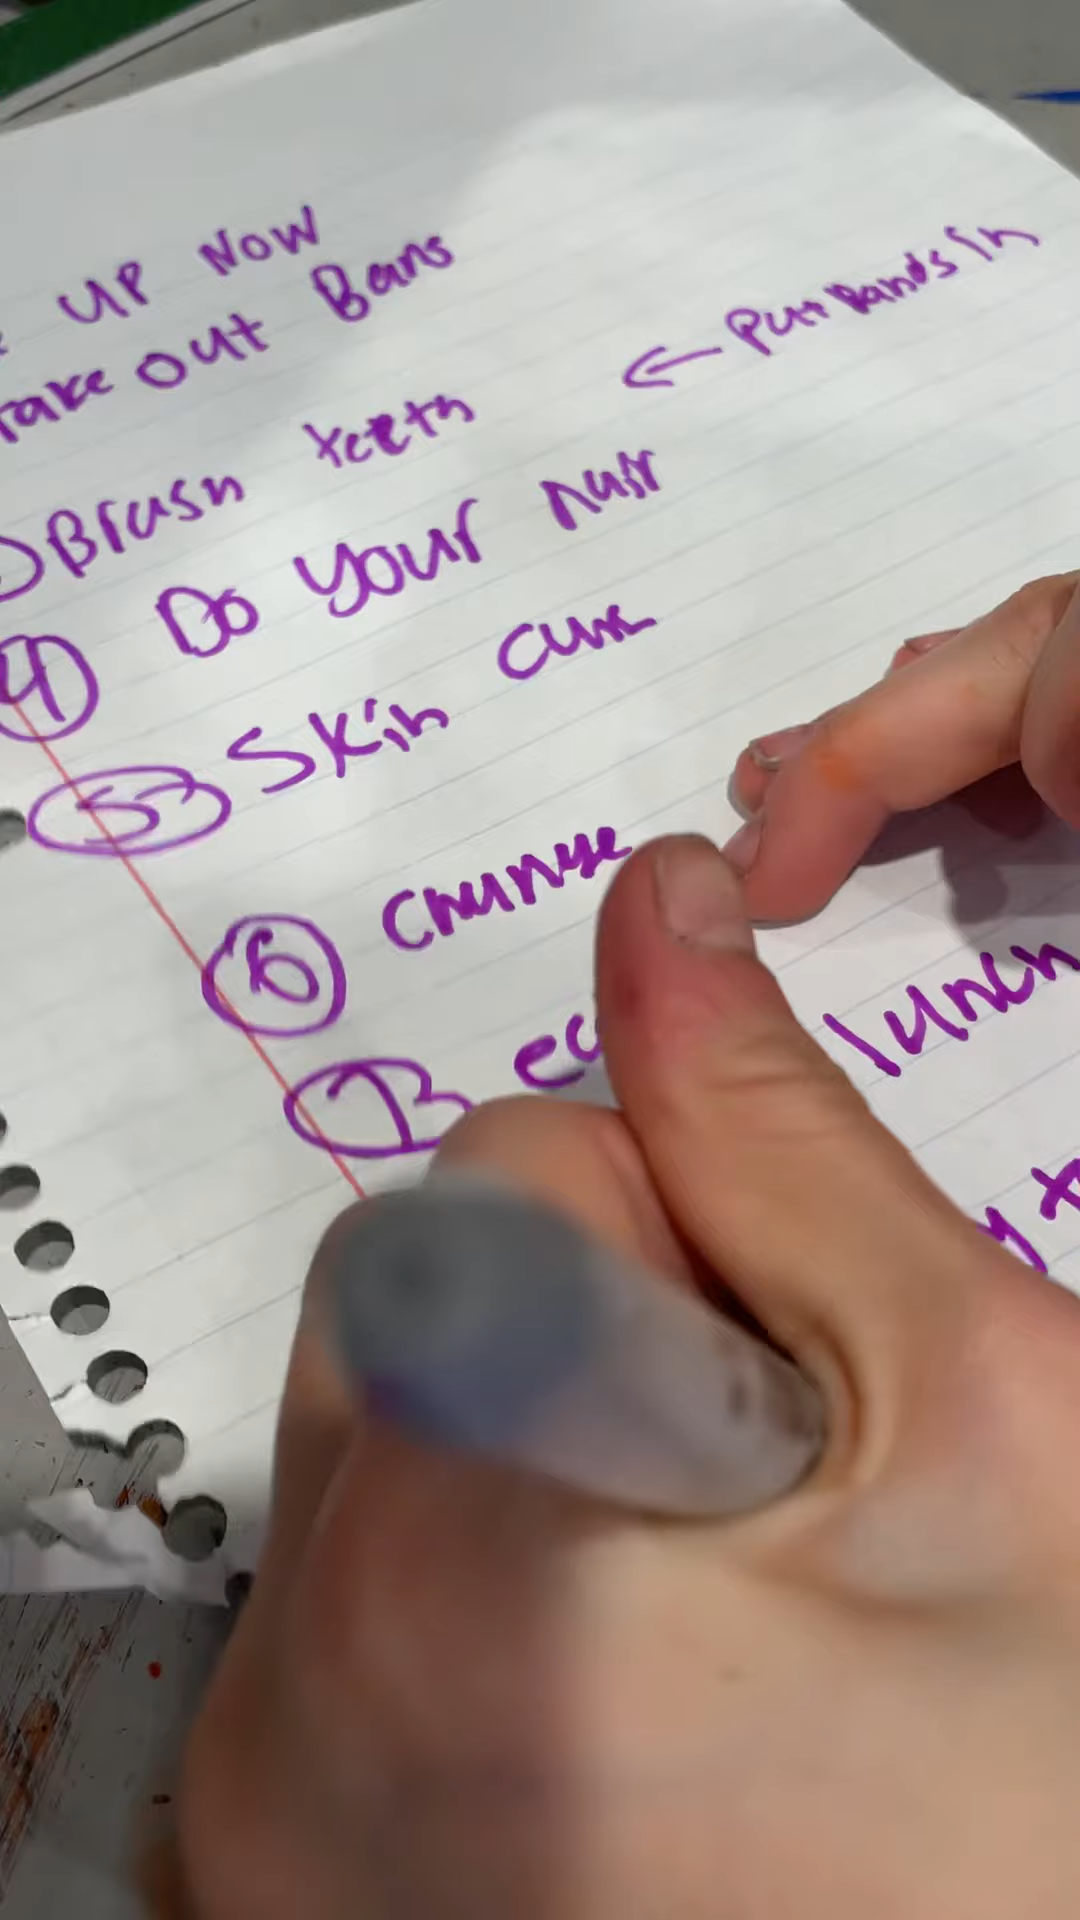 UP NOW
Take out Bans
Brush teeth ← Put Bands in
4 Do your hair
5 Skin care
6 Change
7 lunch